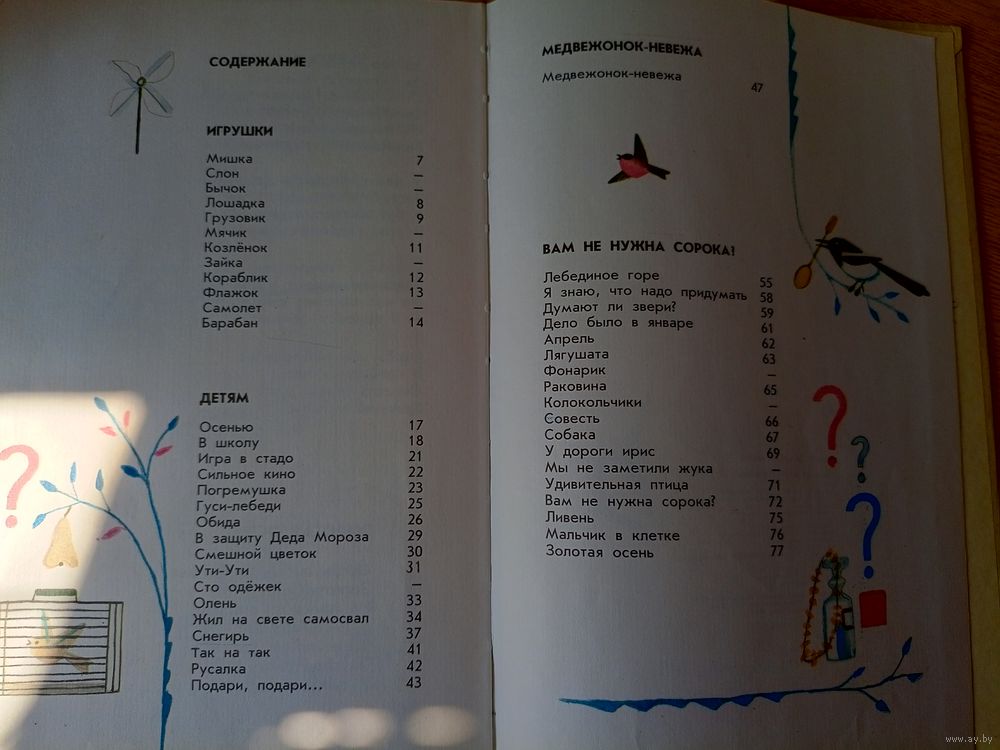 СОДЕРЖАНИЕ
ИГРУШКИ
Мишка 7
Слон –
Бычок –
Лошадка 8
Грузовик 9
Мячик –
Козлёнок 11
Зайка –
Кораблик 12
Флажок 13
Самолет –
Барабан 14
ДЕТЯМ
Осенью 17
В школу 18
Игра в стадо 21
Сильное кино 22
Погремушка 23
Гуси-лебеди 25
Обида 26
В защиту Деда Мороза 29
Смешной цветок 30
Ути-Ути 31
Сто одёжек –
Олень 33
Жил на свете самосвал 34
Снегирь 37
Так на так 41
Русалка 42
Подари, подари... 43
МЕДВЕЖОНОК-НЕВЕЖА
Медвежонок-невежа 47
ВАМ НЕ НУЖНА СОРОКА?
Лебединое горе 55
Я знаю, что надо придумать 58
Думают ли звери? 59
Дело было в январе 61
Апрель 62
Лягушата 63
Фонарик –
Раковина 65
Колокольчики –
Совесть 66
Собака 67
У дороги ирис 69
Мы не заметили жука –
Удивительная птица 71
Вам не нужна сорока? 72
Ливень 75
Мальчик в клетке 76
Золотая осень 77
www.ay.by